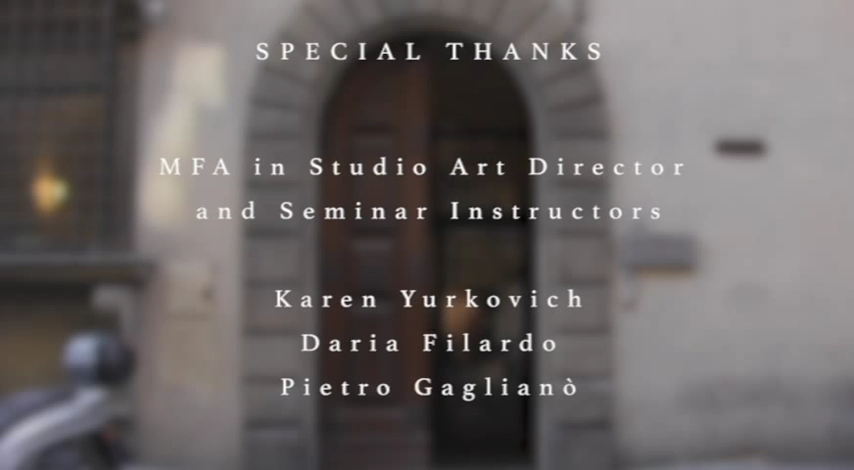 SPECIAL THANKS
MFA in Studio Art Director
and Seminar Instructors
Karen Yurkovich
Daria Filardo
Pietro Gaglianò